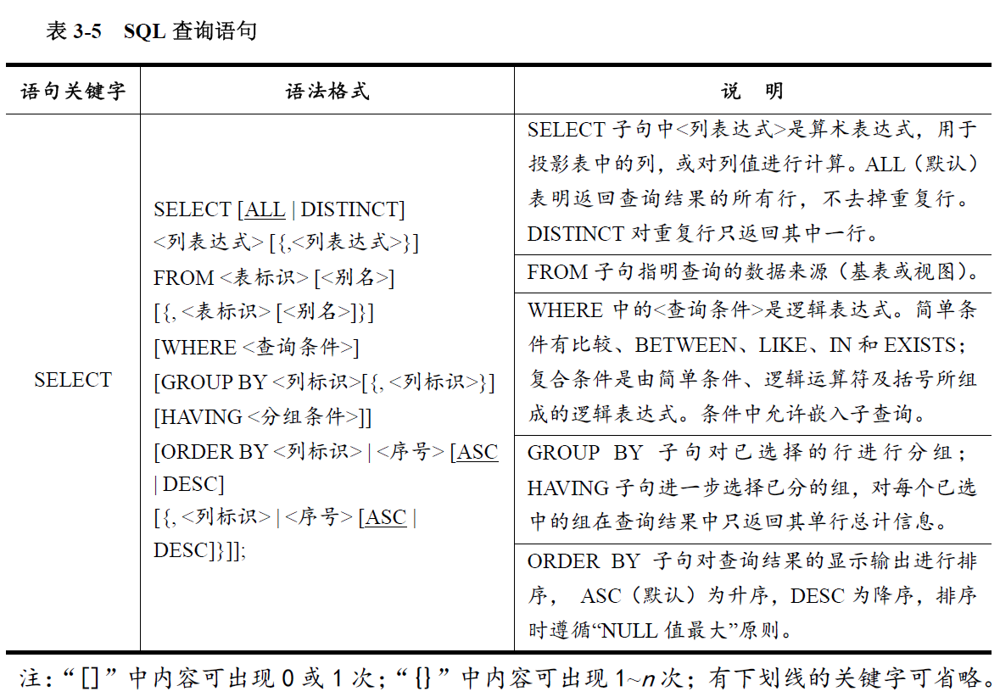 表 3-5 SQL 查询语句
语句关键字 语法格式 说 明
SELECT
SELECT [ALL | DISTINCT]
<列表达式> [{,<列表达式>}]
FROM <表标识> [<别名>]
[{, <表标识> [<别名>]}]
[WHERE <查询条件>]
[GROUP BY <列标识>[{, <列标识>}]
[HAVING <分组条件>]]
[ORDER BY <列标识> | <序号> [ASC
| DESC]
[{, <列标识> | <序号> [ASC |
DESC]}]];
SELECT 子句中<列表达式>是算术表达式，用于
投影表中的列，或对列值进行计算。ALL（默认）
表明返回查询结果的所有行，不去掉重复行。
DISTINCT 对重复行只返回其中一行。
FROM 子句指明查询的数据来源（基表或视图）。
WHERE 中的<查询条件>是逻辑表达式。简单条
件有比较、BETWEEN、LIKE、IN 和 EXISTS；
复合条件是由简单条件、逻辑运算符及括号所组
成的逻辑表达式。条件中允许嵌入子查询。
GROUP BY 子句对已选择的行进行分组；
HAVING 子句进一步选择已分的组，对每个已选
中的组在查询结果中只返回其单行总计信息。
ORDER BY 子句对查询结果的显示输出进行排
序， ASC（默认）为升序，DESC 为降序，排序
时遵循“NULL 值最大”原则。
注：“[]”中内容可出现 0 或 1 次；“{}”中内容可出现 1~n 次；有下划线的关键字可省略。